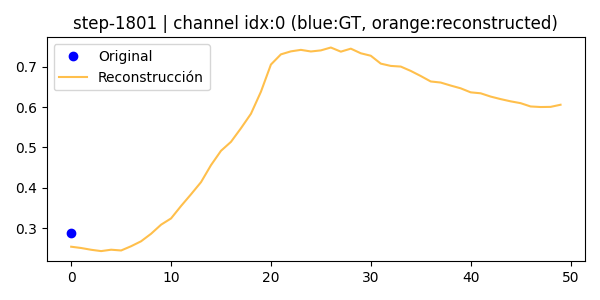 step-1801 | channel idx:0 (blue:GT, orange:reconstructed)
Original
Reconstrucción
0.7
0.6
0.5
0.4
0.3
0 10 20 30 40 50